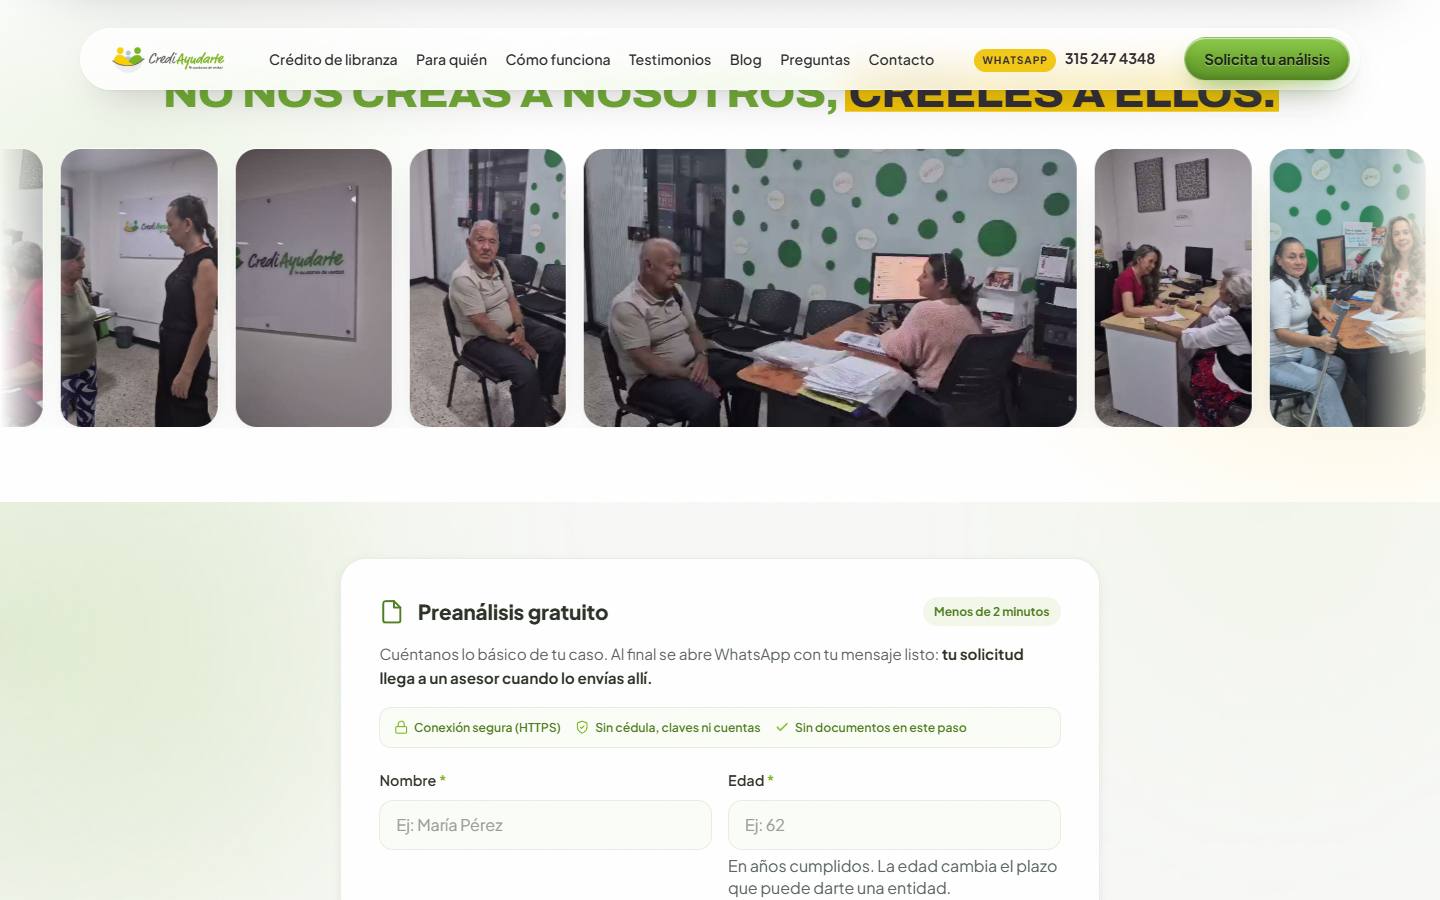 CrediAyudarte
Crédito de libranza Para quién Cómo funciona Testimonios Blog Preguntas Contacto WHATSAPP 315 247 4348 Solicita tu análisis
NO NOS CREAS A NOSOTROS, CRÉELES A ELLOS.
CrediAyudarte
Preanálisis gratuito
Menos de 2 minutos
Cuéntanos lo básico de tu caso. Al final se abre WhatsApp con tu mensaje listo: tu solicitud
llega a un asesor cuando lo envías allí.
Conexión segura (HTTPS) Sin cédula, claves ni cuentas Sin documentos en este paso
Nombre * Edad *
Ej: María Pérez Ej: 62
En años cumplidos. La edad cambia el plazo
que puede darte una entidad.